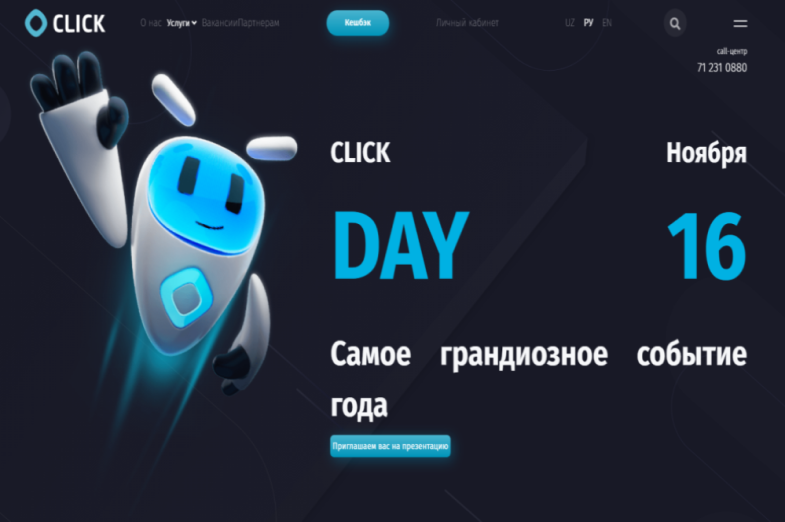 CLICK
О нас Услуги ВакансииПартнерам Кешбэк Личный кабинет UZ РУ EN
call-центр
71 231 0880
CLICK Ноября
DAY 16
Самое грандиозное событие
года
Приглашаем вас на презентацию